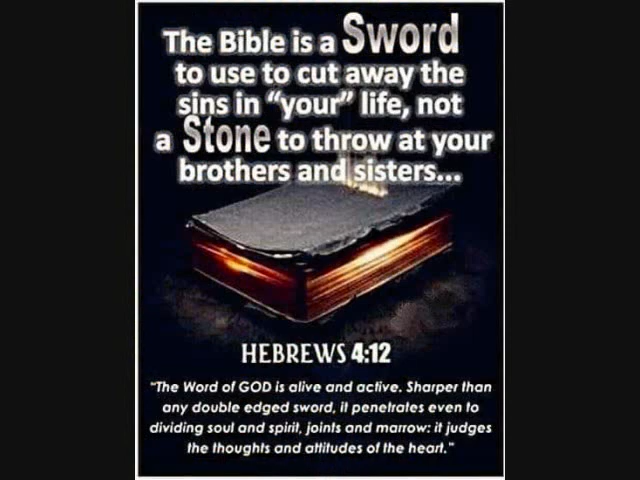 The Bible is a Sword
to use to cut away the
sins in “your” life, not
a Stone to throw at your
brothers and sisters...
HEBREWS 4:12
"The Word of GOD is alive and active. Sharper than
any double edged sword, it penetrates even to
dividing soul and spirit, joints and marrow: it judges
the thoughts and attitudes of the heart."